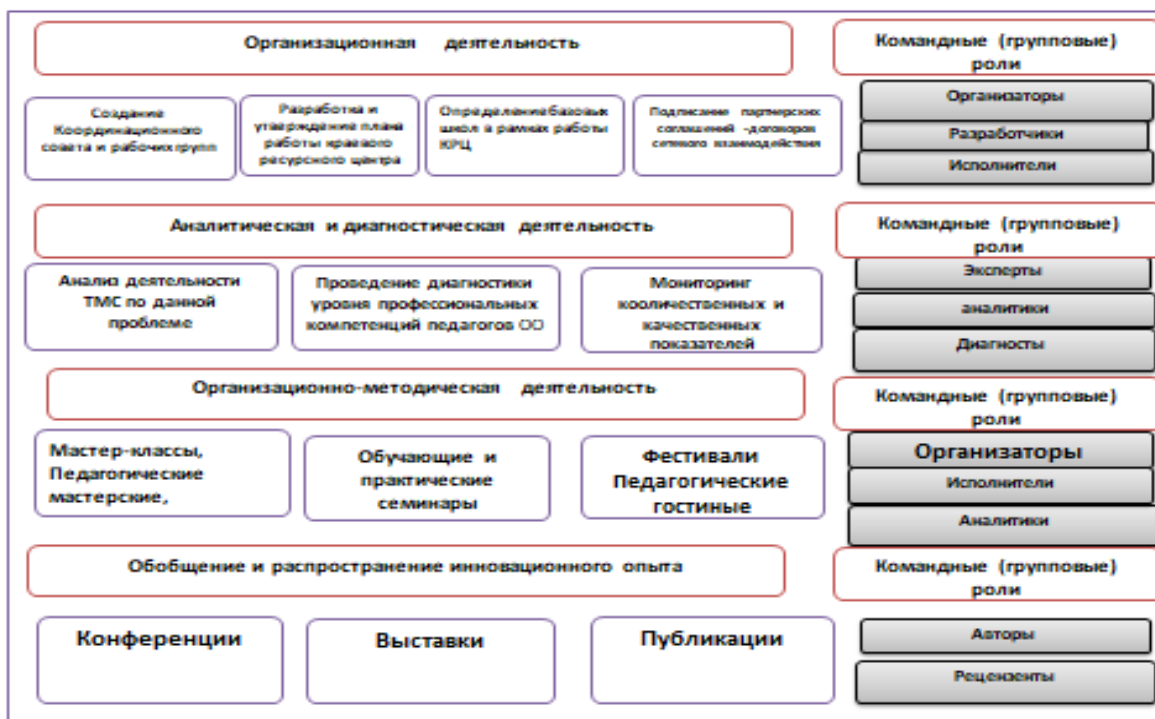 Организационная деятельность
Командные (групповые)
роли
Создание
Координационного
совета и рабочих групп
Разработка и
утверждение плана
работы краевого
ресурсного центра
Определение базовых
школ в рамках работы
КРЦ
Подписание партнерских
соглашений -договоров
сетевого взаимодействия
Организаторы
Разработчики
Исполнители
Аналитическая и диагностическая деятельность
Командные (групповые)
роли
Анализ деятельности
ТМС по данной
проблеме
Проведение диагностики
уровня профессиональных
компетенций педагогов ОО
Мониторинг
кооличественных и
качественных
показателей
Эксперты
аналитики
Диагносты
Организационно-методическая деятельность
Командные (групповые)
роли
Мастер-классы,
Педагогические
мастерские,
Обучающие и
практические
семинары
Фестивали
Педагогические
гостиные
Организаторы
Исполнители
Аналитики
Обобщение и распространение инновационного опыта
Командные (групповые)
роли
Конференции
Выставки
Публикации
Авторы
Рецензенты